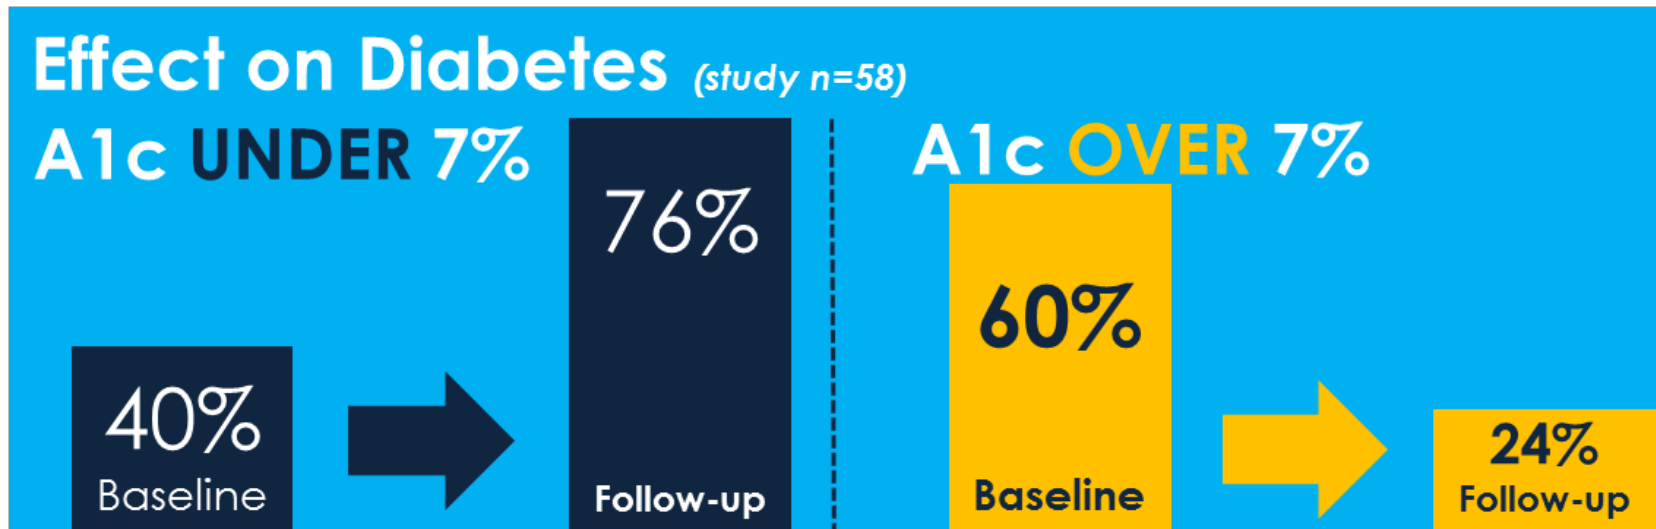 Effect on Diabetes (study n=58)
A1c UNDER 7%
40%
Baseline
76%
Follow-up
A1c OVER 7%
60%
Baseline
24%
Follow-up